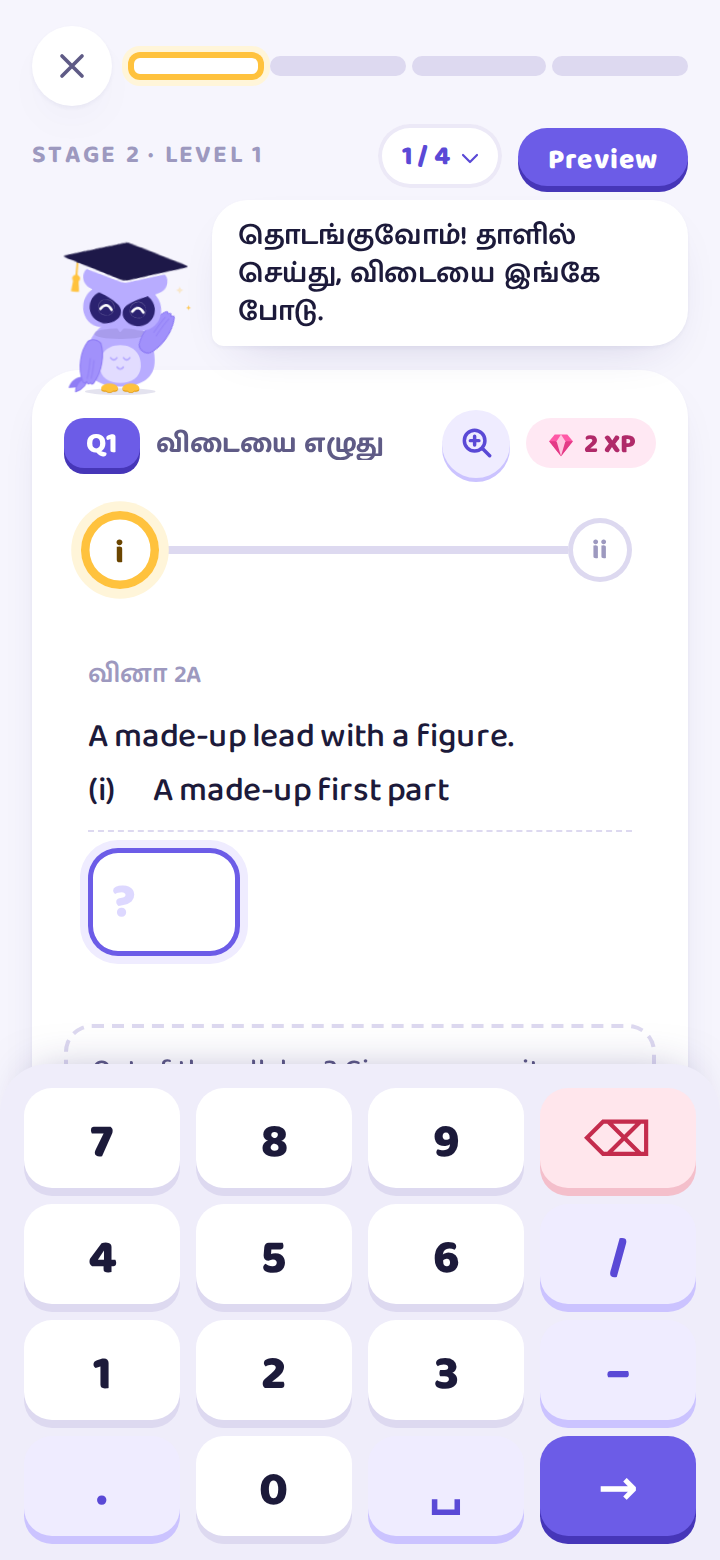 STAGE 2 · LEVEL 1
1 / 4
Preview
தொடங்குவோம்! தாளில்
செய்து, விடையை இங்கே
போடு.
Q1 விடையை எழுது
2 XP
i
ii
வினா 2A
A made-up lead with a figure.
(i) A made-up first part
?
7 8 9 ⌫
4 5 6 /
1 2 3 -
. 0 ␣ →